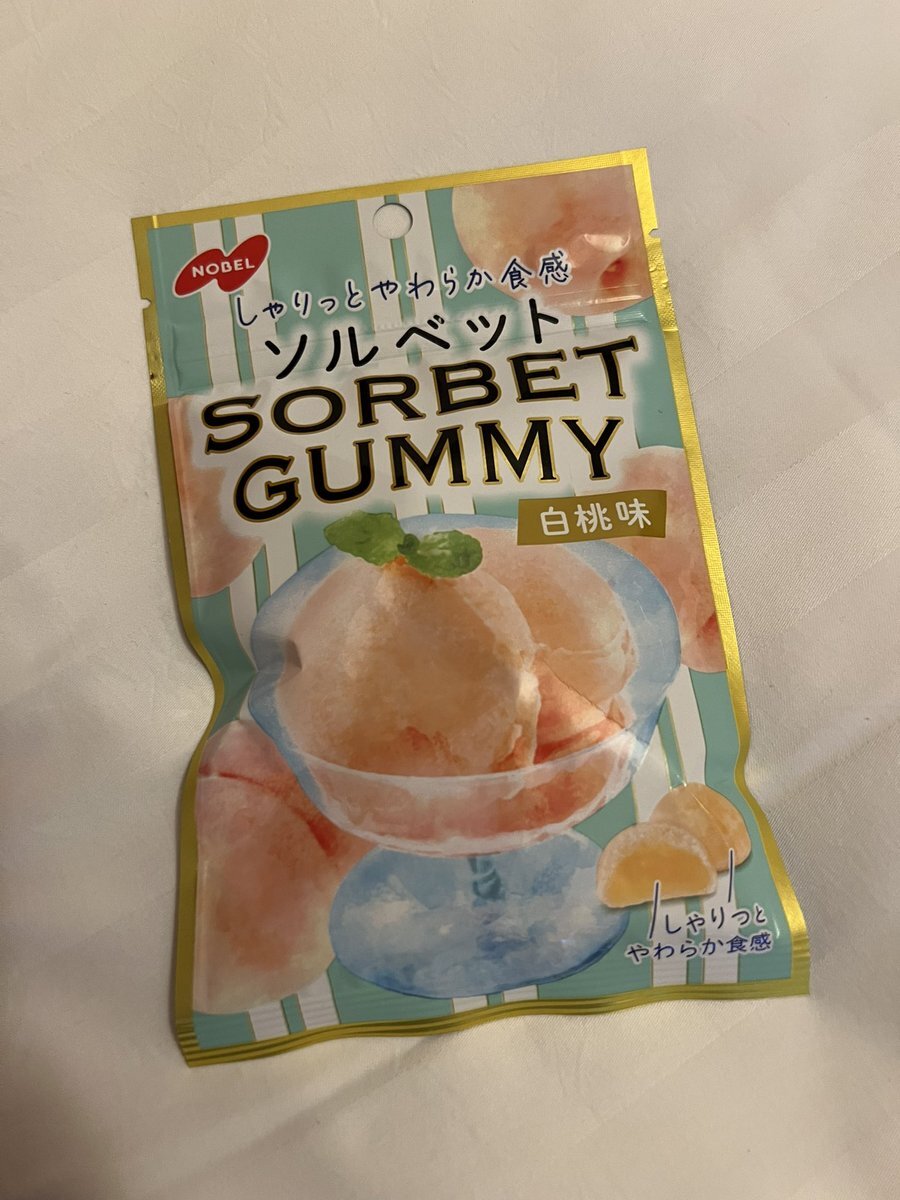 NOBEL
しゃりっとやわらか食感
ソルベット
SORBET
GUMMY
白桃味
しゃりっと
やわらか食感